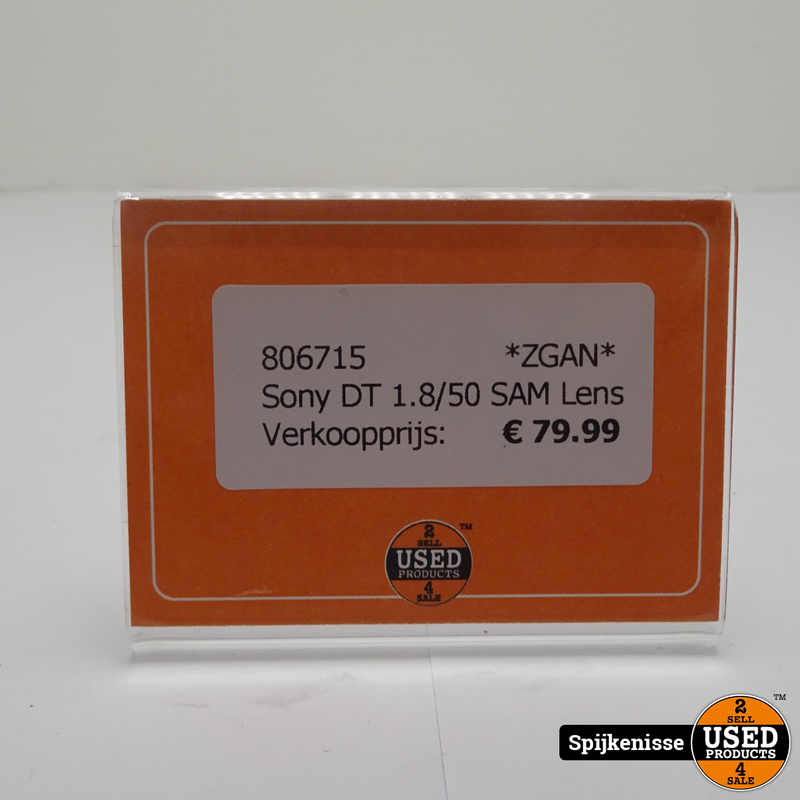 806715 *ZGAN*
Sony DT 1.8/50 SAM Lens
Verkoopprijs: € 79.99
2
SELL
USED
PRODUCTS
4
SALE
TM
Spijkenisse
2
SELL
USED
PRODUCTS
4
SALE
TM